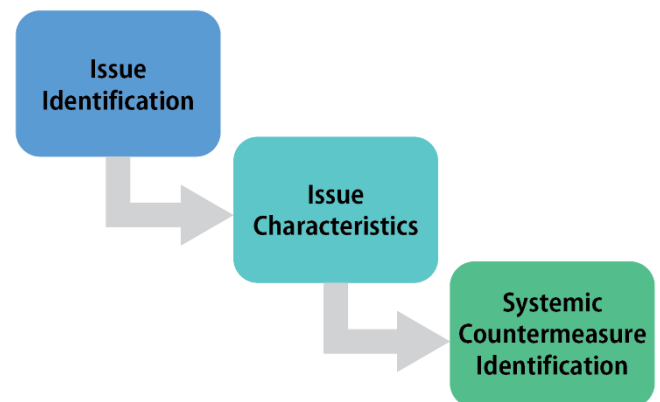 Issue
Identification
Issue
Characteristics
Systemic
Countermeasure
Identification